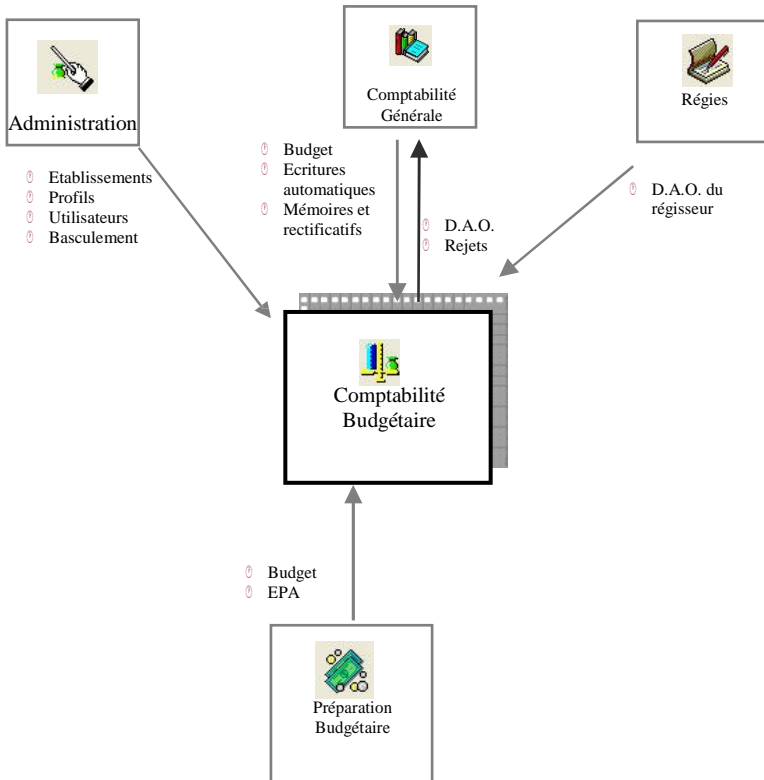 Administration
Comptabilité
Générale
Régies
Etablissements
Profils
Utilisateurs
Basculement
Budget
Ecritures
automatiques
Mémoires et
rectificatifs
D.A.O.
Rejets
D.A.O. du
régisseur
Comptabilité
Budgétaire
Budget
EPA
Préparation
Budgétaire